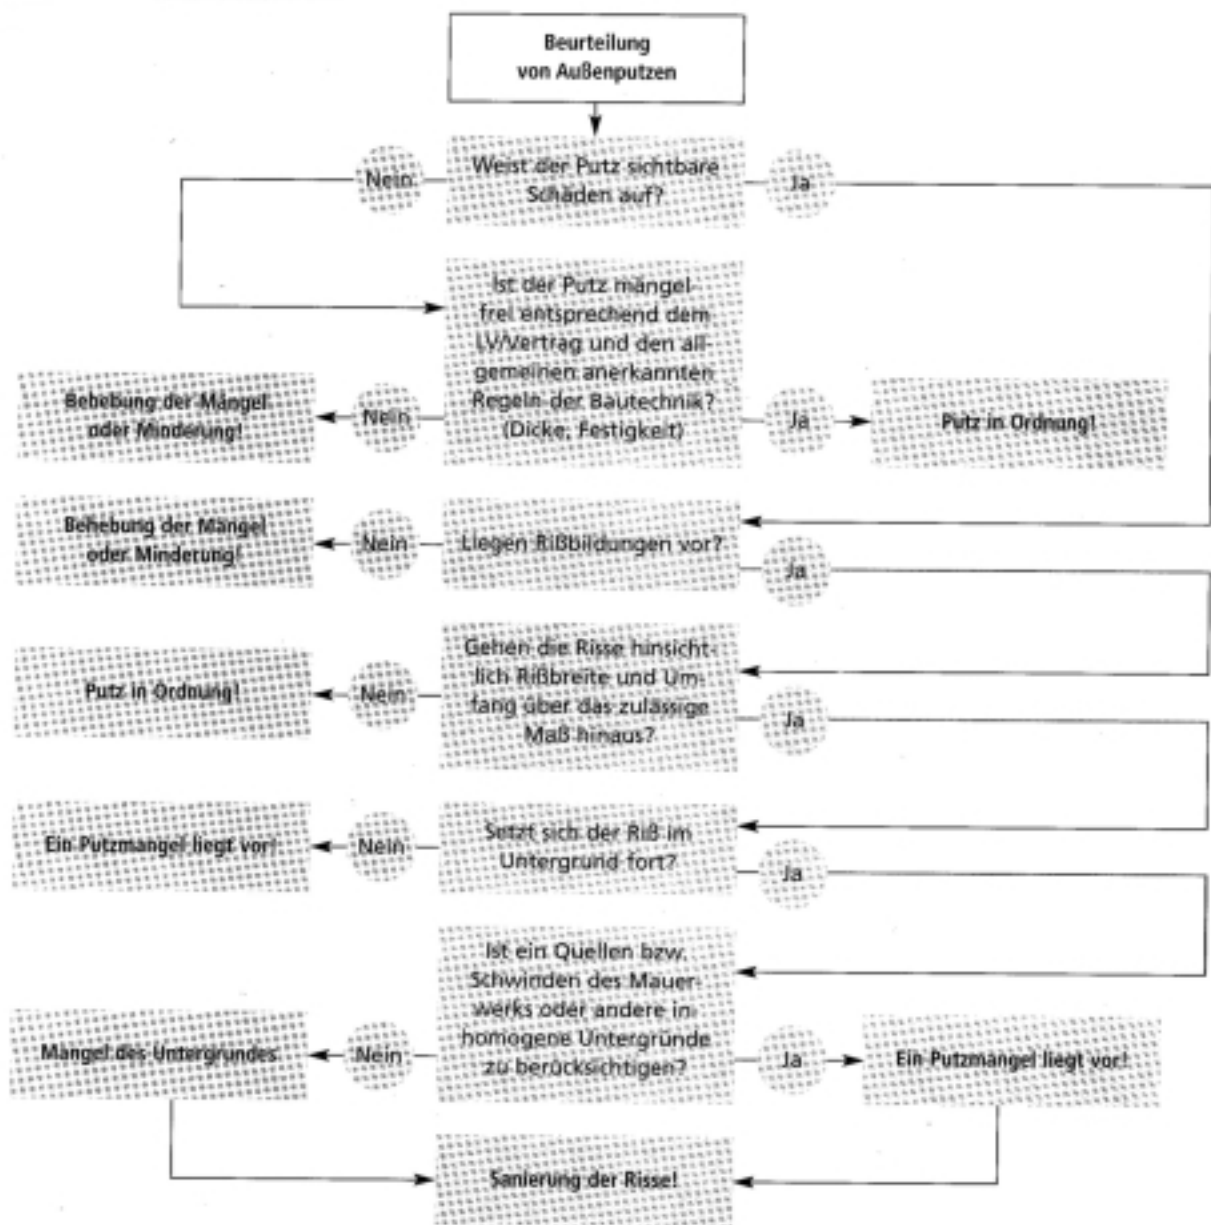 Beurteilung
von Außenputzen
Nein
Weist der Putz sichtbare
Schäden auf?
Ja
Ist der Putz mängel-
frei entsprechend dem
LV/Vertrag und den all-
gemeinen anerkannten
Regeln der Bautechnik?
(Dicke, Festigkeit)
Behebung der Mängel
oder Minderung!
Nein
Ja
Putz in Ordnung!
Behebung der Mängel
oder Minderung!
Nein
Liegen Rißbildungen vor?
Ja
Gehen die Risse hinsicht-
lich Rißbreite und Um-
fang über das zulässige
Maß hinaus?
Putz in Ordnung!
Nein
Ja
Ein Putzmangel liegt vor!
Nein
Setzt sich der Riß im
Untergrund fort?
Ja
Ist ein Quellen bzw.
Schwinden des Mauer-
werks oder andere in-
homogene Untergründe
zu berücksichtigen?
Mangel des Untergrundes
Nein
Ja
Ein Putzmangel liegt vor!
Sanierung der Risse!